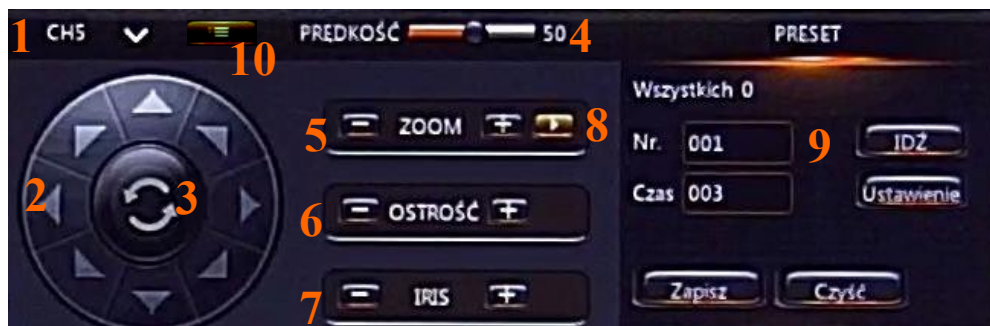 1 CH5 10 PRĘDKOŚĆ 50 4
PRESET
Wszystkich 0
5 ZOOM 8
Nr. 001 9 IDŹ
2 3
6 OSTROŚĆ
Czas 003 Ustawienie
7 IRIS
Zapisz Czyść